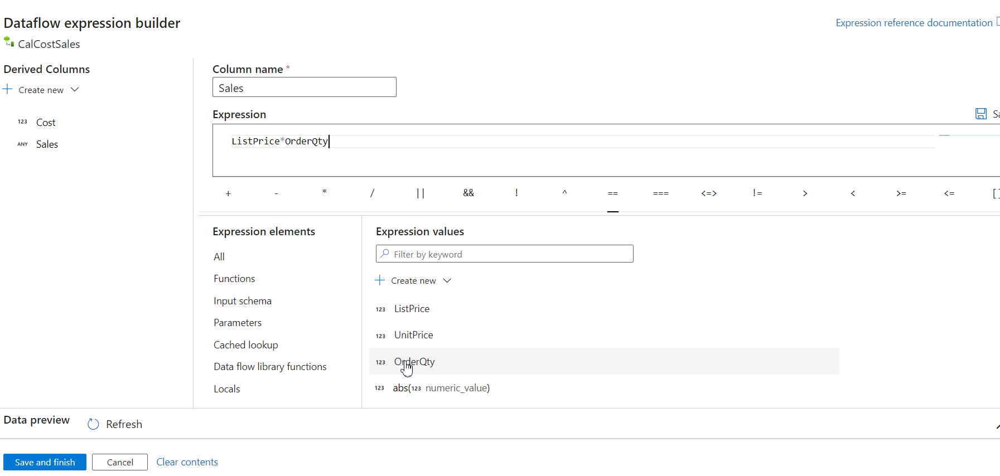 Dataflow expression builder
Expression reference documentation
CalCostSales
Derived Columns
Create new
123 Cost
ANY Sales
Column name *
Sales
Expression
Sa
ListPrice*OrderQty
+ - * / || && ! ^ == === <=> != > < >= <= []
Expression elements
All
Functions
Input schema
Parameters
Cached lookup
Data flow library functions
Locals
Expression values
Filter by keyword
Create new
123 ListPrice
123 UnitPrice
123 OrderQty
123 abs(123 numeric_value)
Data preview
Refresh
Save and finish
Cancel
Clear contents